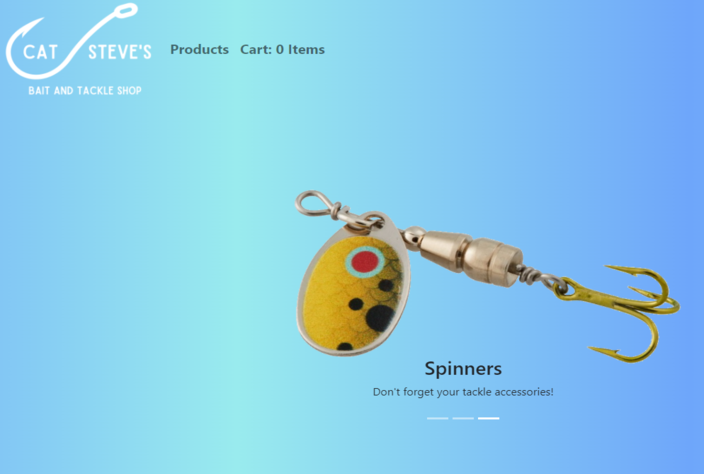 CAT STEVE'S
BAIT AND TACKLE SHOP
Products Cart: 0 Items
Spinners
Don't forget your tackle accessories!